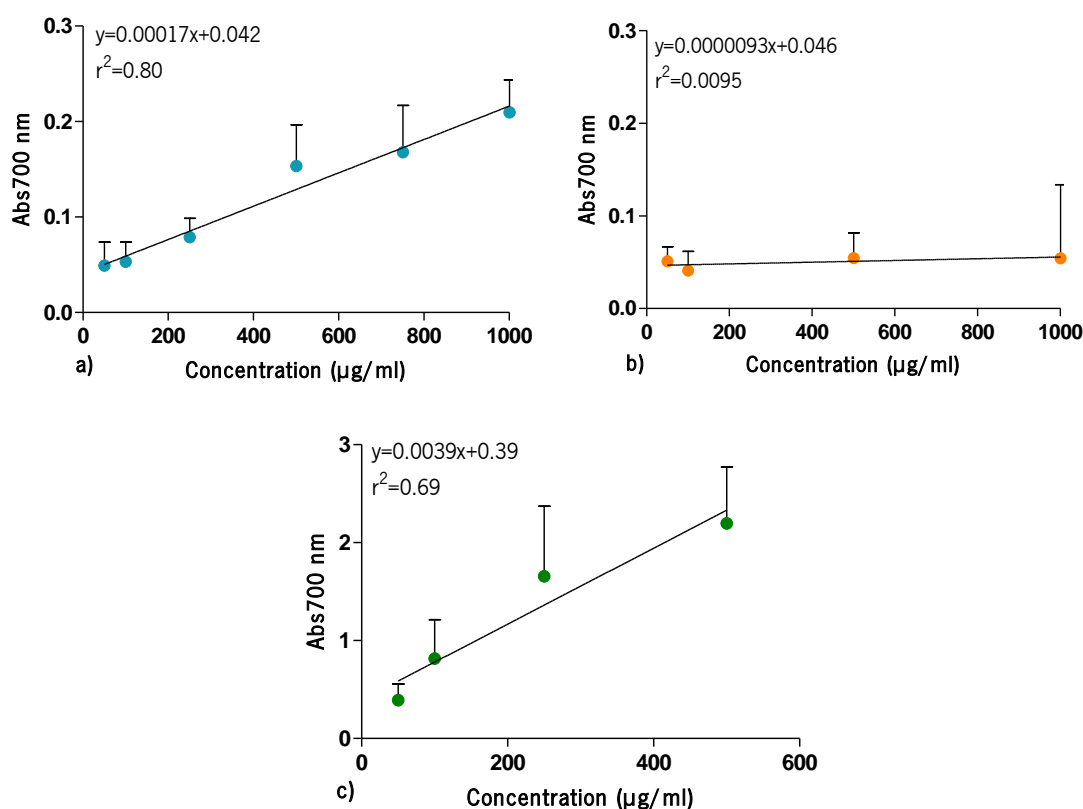 y=0.00017x+0.042
r²=0.80
0.3
0.2
0.1
0.0
Abs700 nm
0 200 400 600 800 1000
a)
Concentration (µg/ml)
y=0.0000093x+0.046
r²=0.0095
0.3
0.2
0.1
0.0
Abs700 nm
0 200 400 600 800 1000
b)
Concentration (µg/ml)
y=0.0039x+0.39
r²=0.69
3
2
1
0
Abs700 nm
0 200 400 600
c)
Concentration (µg/ml)